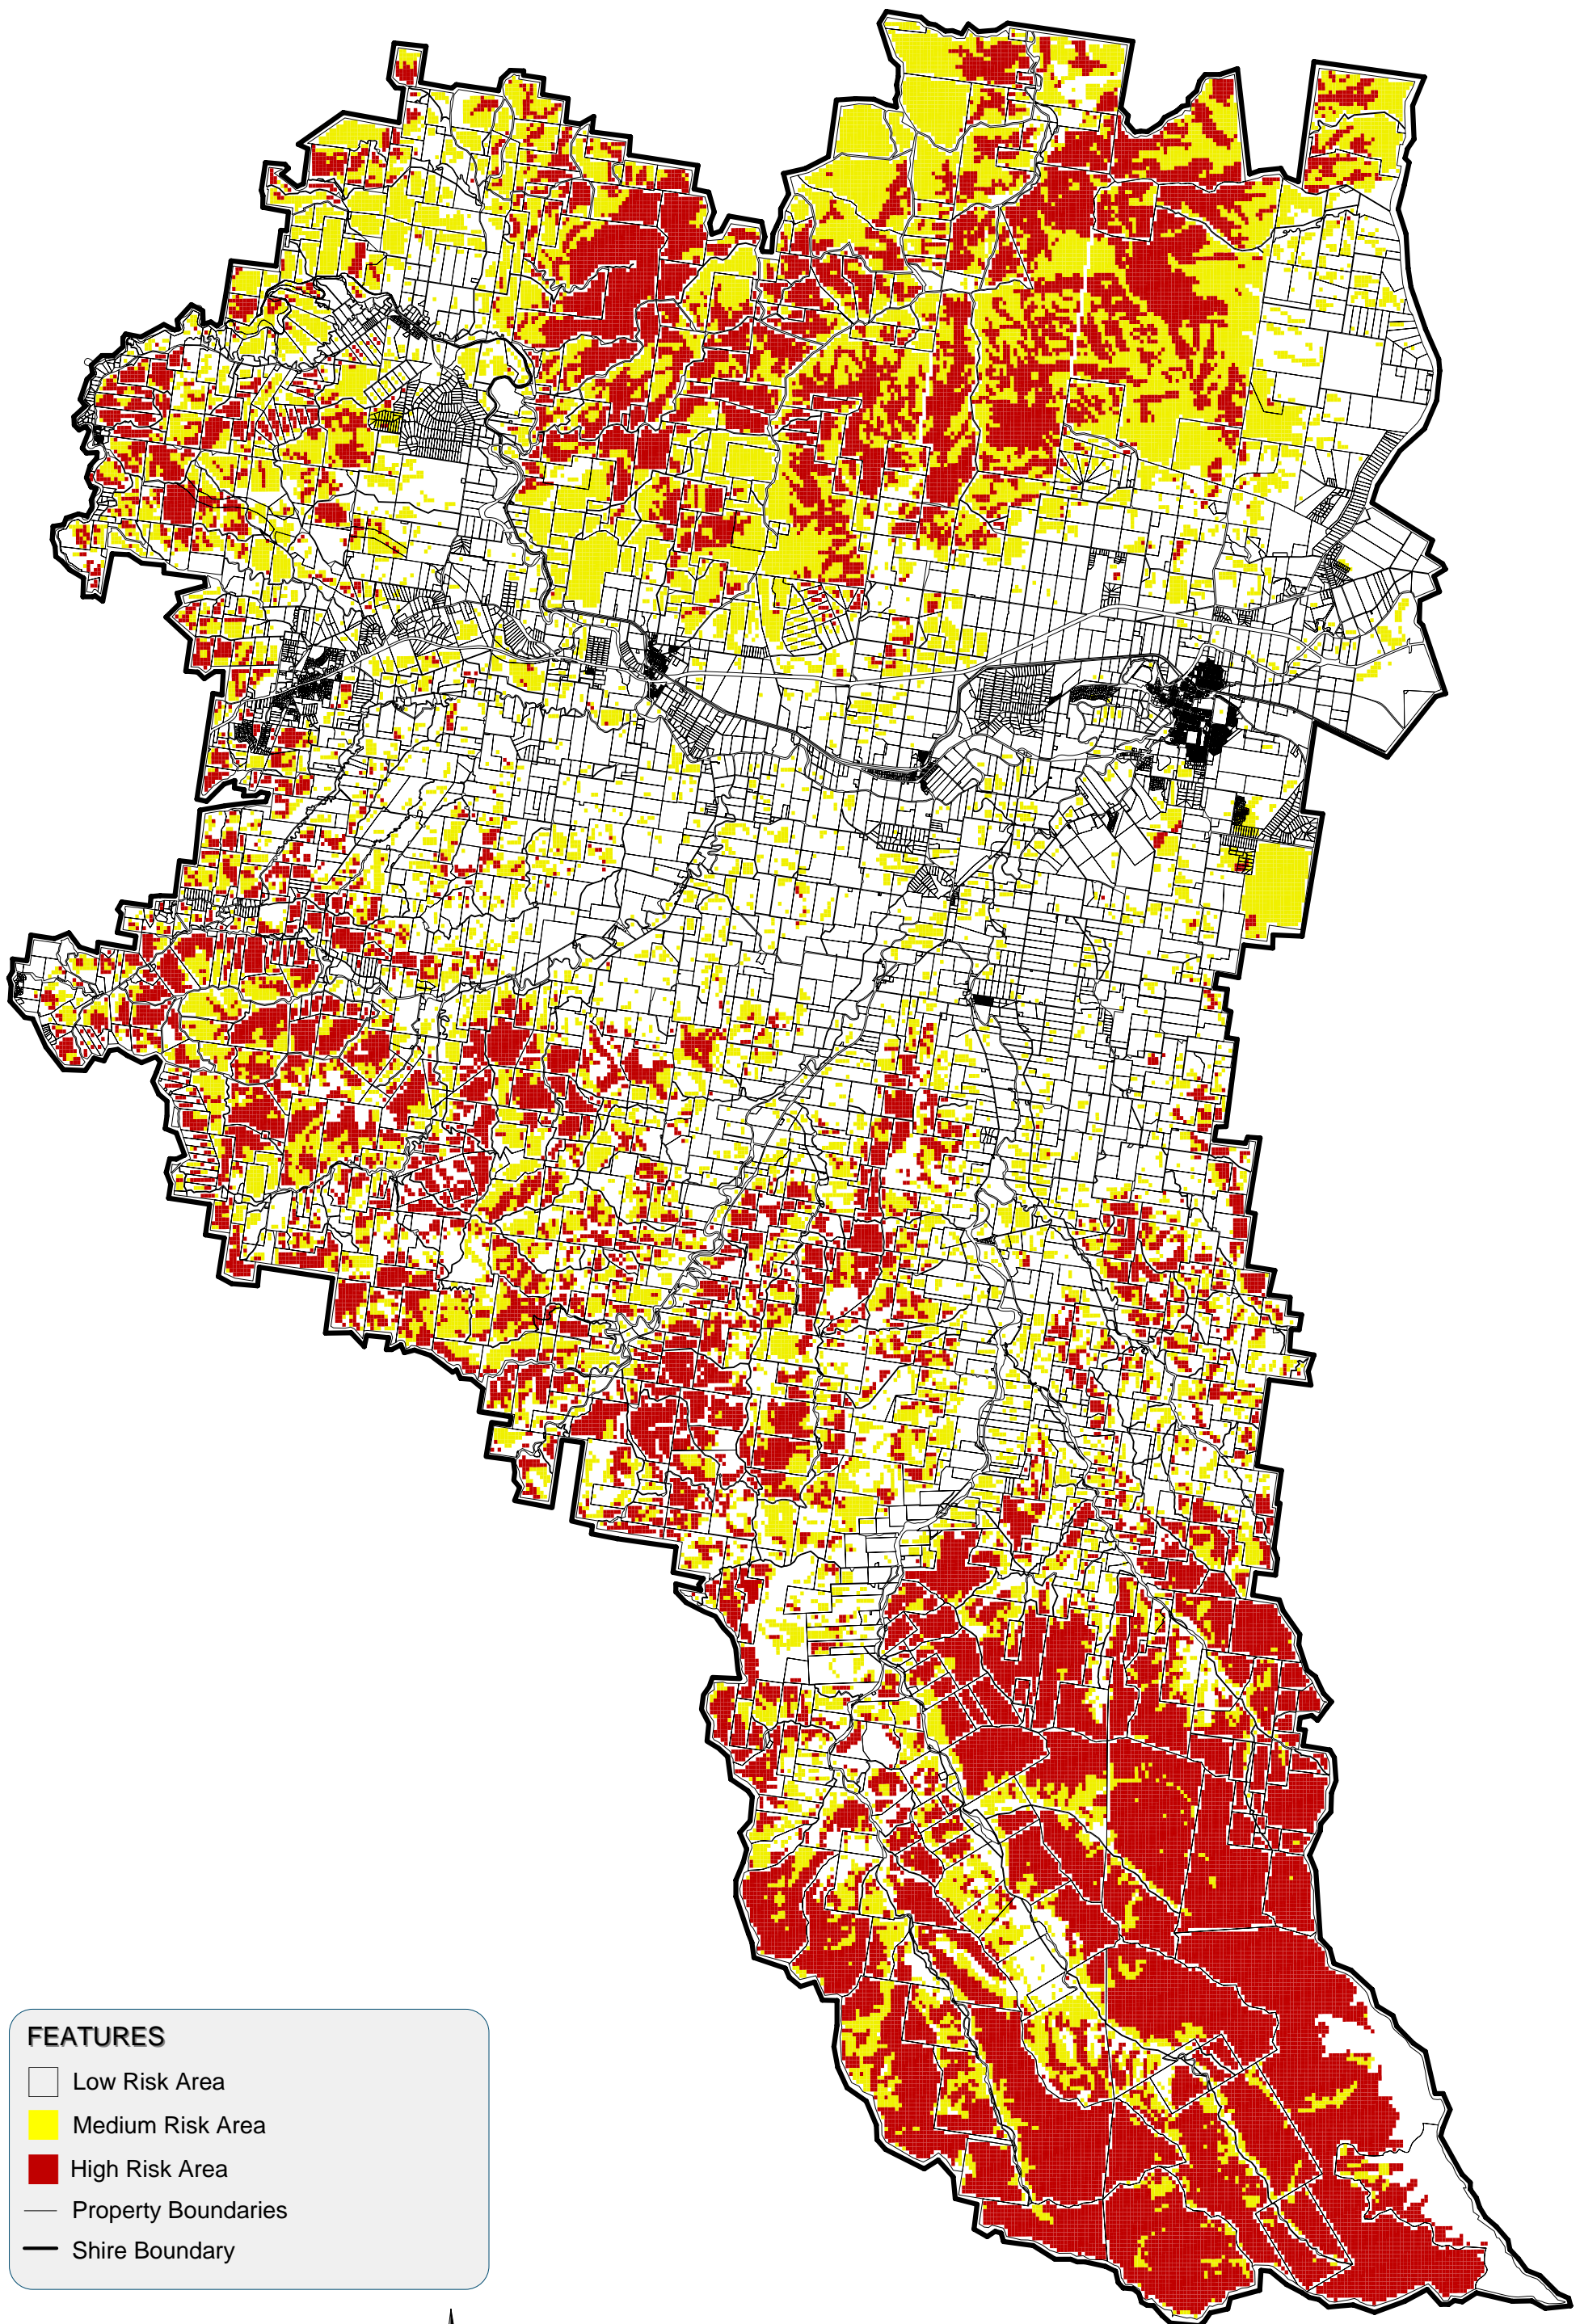 FEATURES
Low Risk Area
Medium Risk Area
High Risk Area
Property Boundaries
Shire Boundary